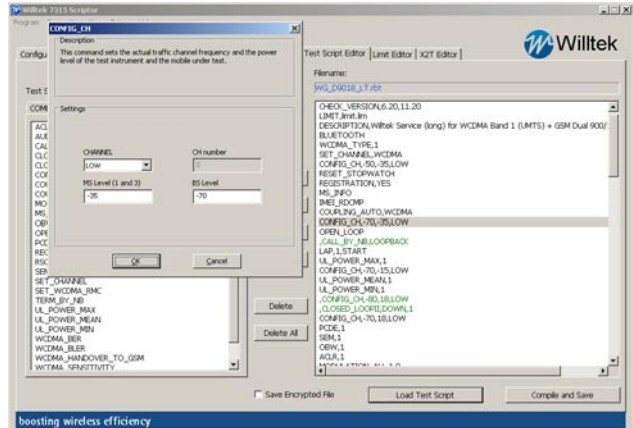 Willtek 7315 Scriptor
Program
CONFIG_CH
Description
This command sets the actual traffic channel frequency and the power
level of the test instrument and the mobile under test.
Settings
CHANNEL
LOW
CH number
0
MS Level (1 and 3)
-35
BS Level
-70
OK
Cancel
Configu
Test S
COMM
SET_CHANNEL
SET_WCDMA_RMC
TERM_BY_NB
UL_POWER_MAX
UL_POWER_MEAN
UL_POWER_MIN
WCDMA_BER
WCDMA_BLER
WCDMA_HANDOVER_TO_GSM
WCDMA_SENSITIVITY
Delete
Delete All
Test Script Editor
Limit Editor
X2T Editor
Willtek
Filename:
WG_D9018_LT.rbt
CHECK_VERSION,6.20,11.20
LIMIT,limit.lim
DESCRIPTION,Willtek Service (long) for WCDMA Band 1 (UMTS) + GSM Dual 900/
BLUETOOTH
WCDMA_TYPE,1
SET_CHANNEL,WCDMA
CONFIG_CH,-50,-35,LOW
RESET_STOPWATCH
REGISTRATION,YES
MS_INFO
IMEI_RDCMP
COUPLING_AUTO,WCDMA
CONFIG_CH,-70,-35,LOW
OPEN_LOOP
,CALL_BY_NB,LOOPBACK
LAP,1,START
UL_POWER_MAX,1
CONFIG_CH,-70,-15,LOW
UL_POWER_MEAN,1
UL_POWER_MIN,1
,CONFIG_CH,-80,18,LOW
,CLOSED_LOOPII,DOWN,1
CONFIG_CH,-70,18,LOW
PCDE,1
SEM,1
OBW,1
ACLR,1
Save Encrypted File
Load Test Script
Compile and Save
boosting wireless efficiency